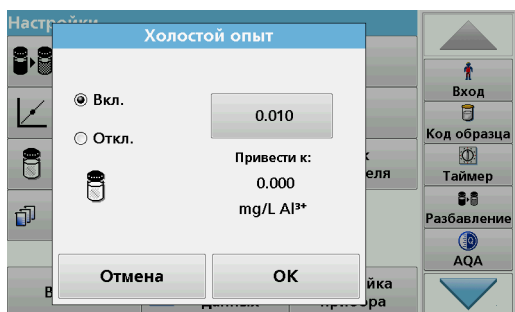 Настройки
Холостой опыт
Вкл.
Откл.
0.010
Привести к:
0.000
mg/L Al³⁺
Отмена
OK
Вход
Код образца
Таймер
Разбавление
AQA